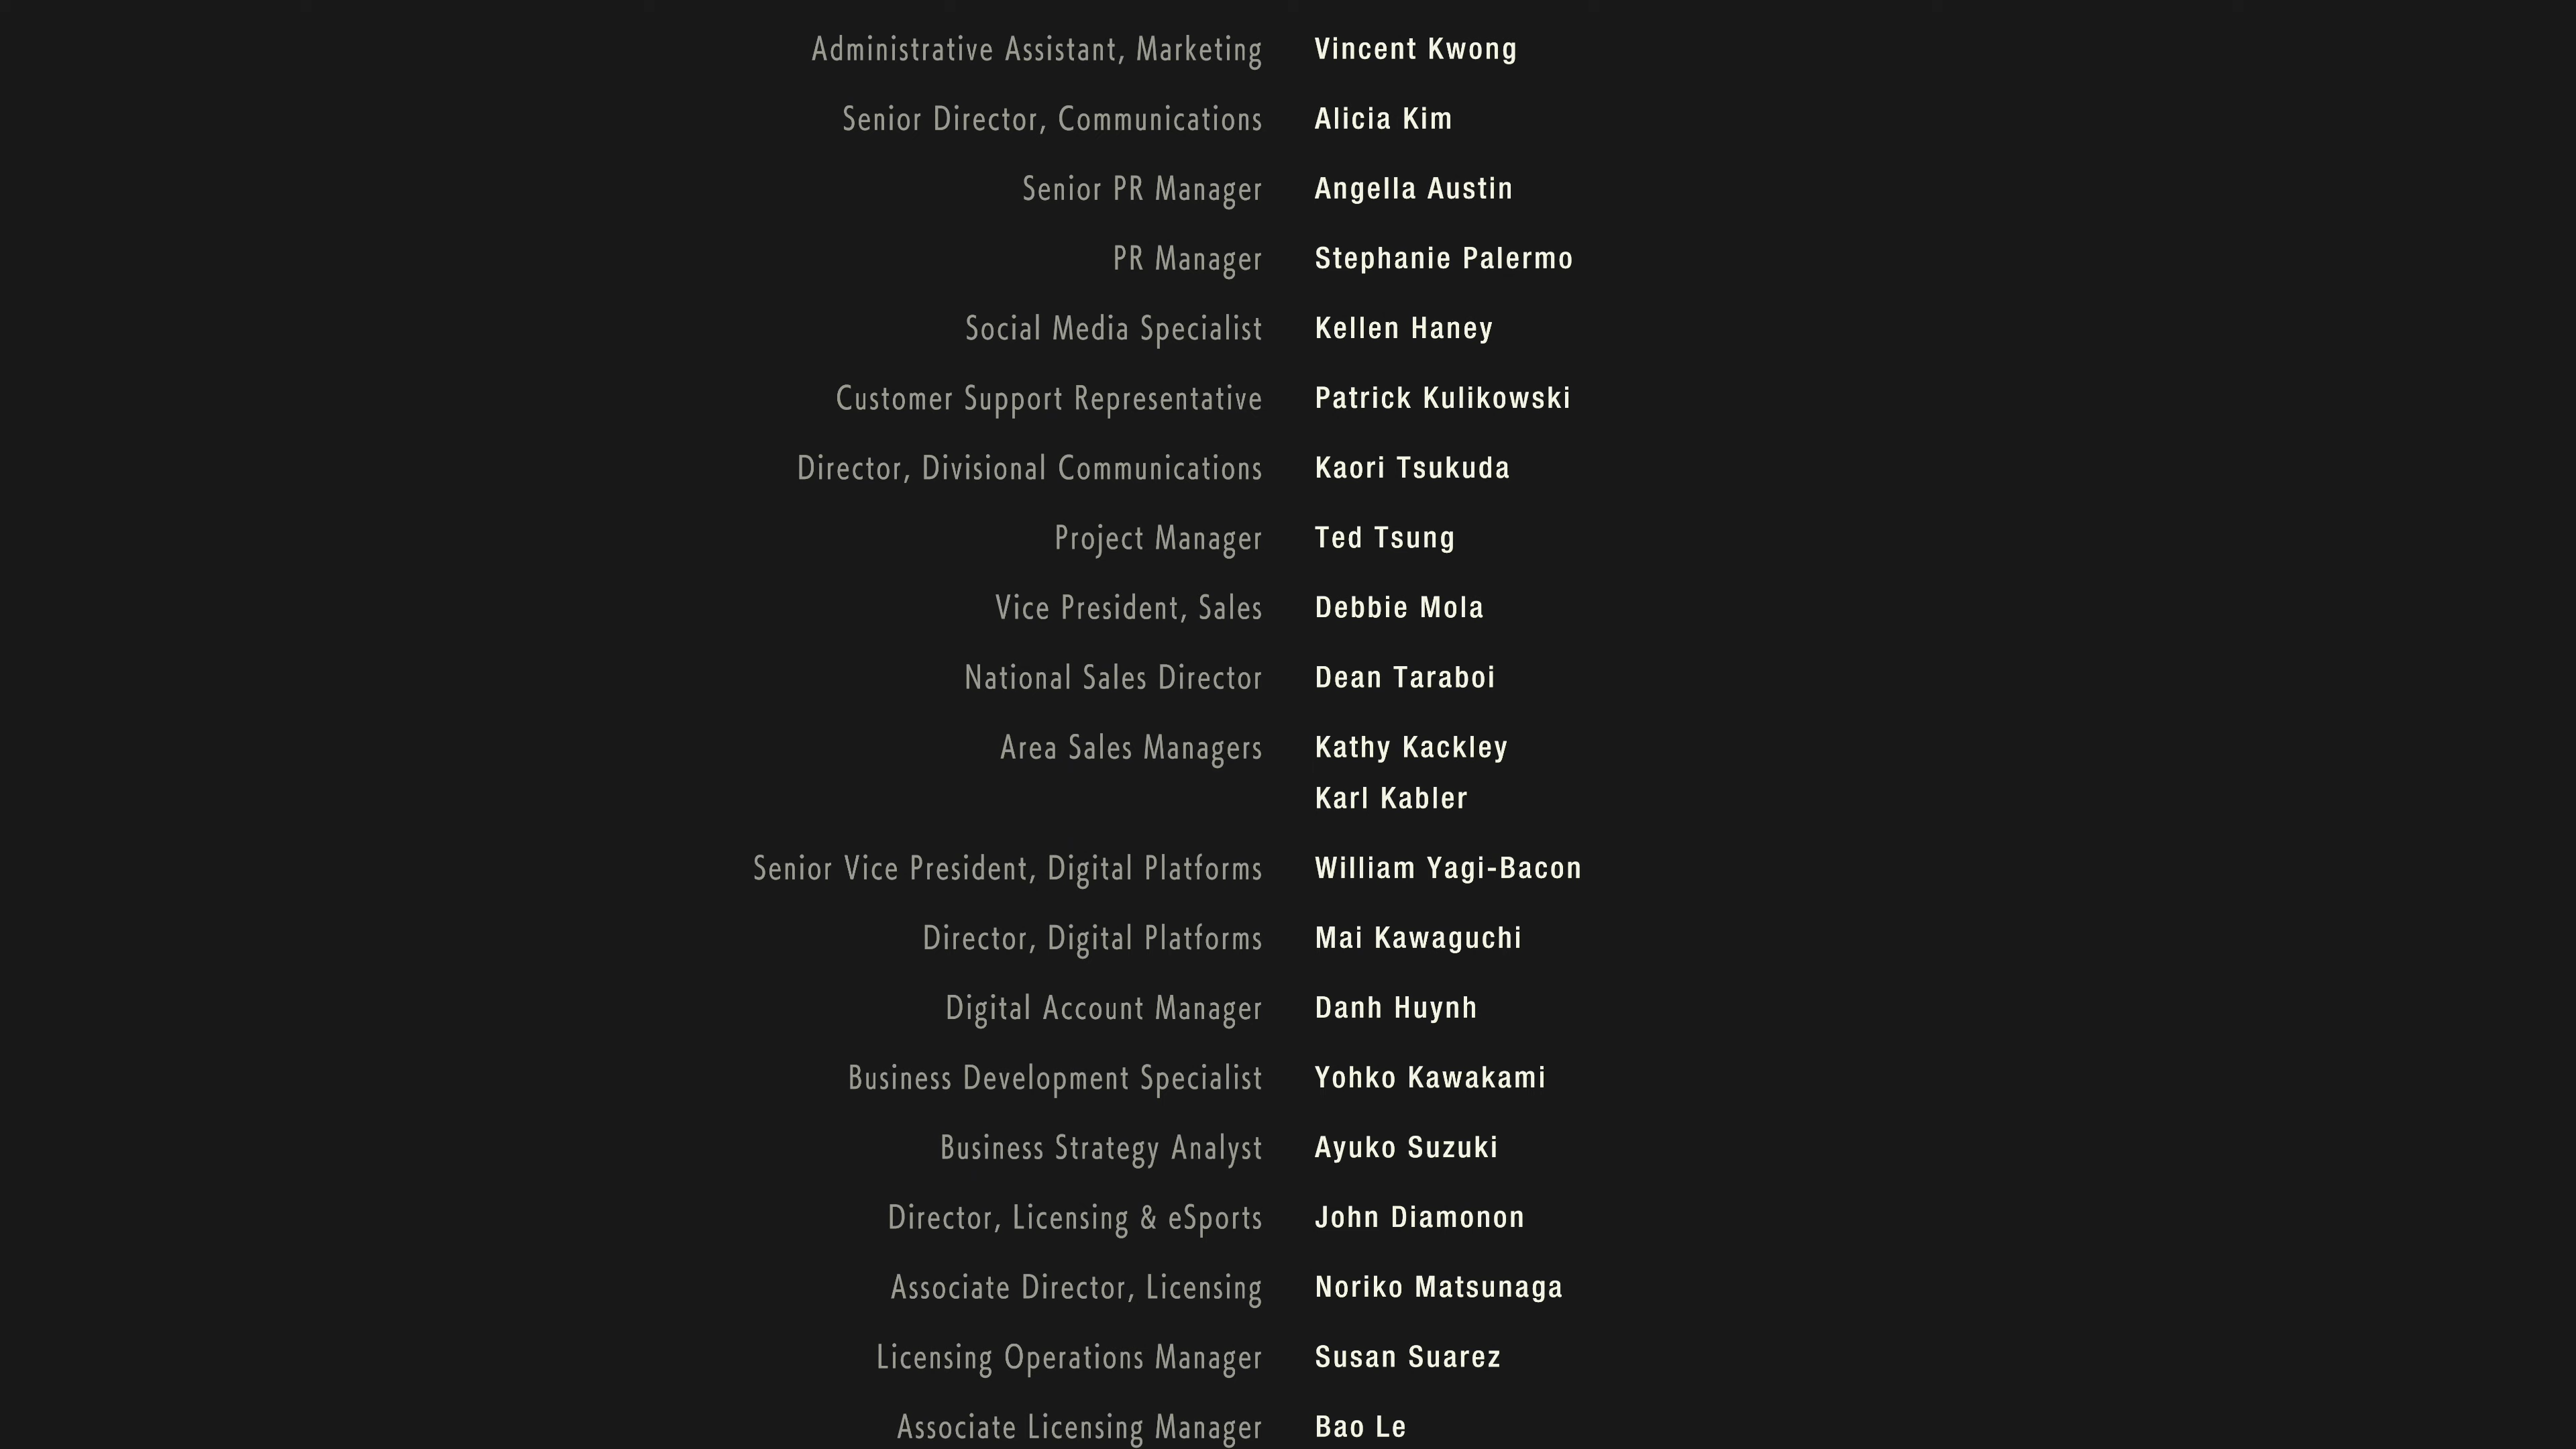 Administrative Assistant, Marketing Vincent Kwong
Senior Director, Communications Alicia Kim
Senior PR Manager Angella Austin
PR Manager Stephanie Palermo
Social Media Specialist Kellen Haney
Customer Support Representative Patrick Kulikowski
Director, Divisional Communications Kaori Tsukuda
Project Manager Ted Tsung
Vice President, Sales Debbie Mola
National Sales Director Dean Taraboi
Area Sales Managers Kathy Kackley
Karl Kabler
Senior Vice President, Digital Platforms William Yagi-Bacon
Director, Digital Platforms Mai Kawaguchi
Digital Account Manager Danh Huynh
Business Development Specialist Yohko Kawakami
Business Strategy Analyst Ayuko Suzuki
Director, Licensing & eSports John Diamonon
Associate Director, Licensing Noriko Matsunaga
Licensing Operations Manager Susan Suarez
Associate Licensing Manager Bao Le